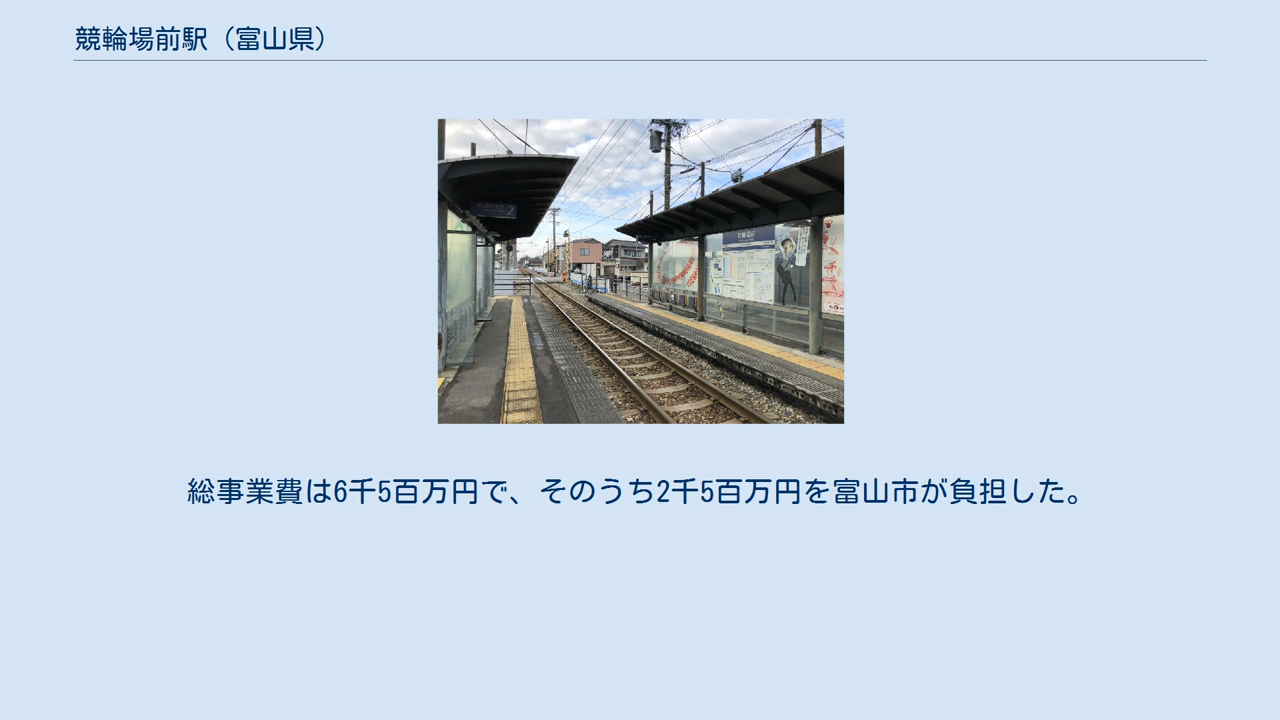 競輪場前駅（富山県）
2
総事業費は6千5百万円で、そのうち2千5百万円を富山市が負担した。